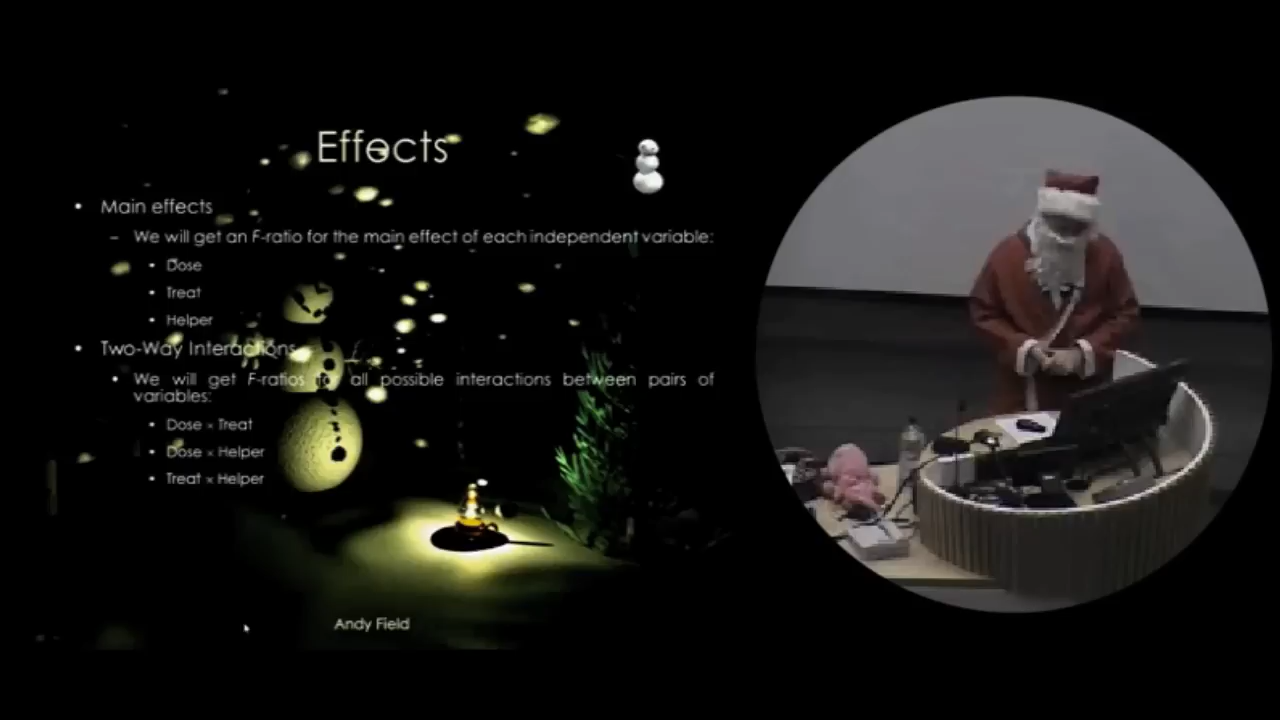 Effects
• Main effects
– We will get an F-ratio for the main effect of each independent variable:
• Dose
• Treat
• Helper
• Two-Way Interactions
• We will get F-ratios for all possible interactions between pairs of
variables:
• Dose × Treat
• Dose × Helper
• Treat × Helper
Andy Field